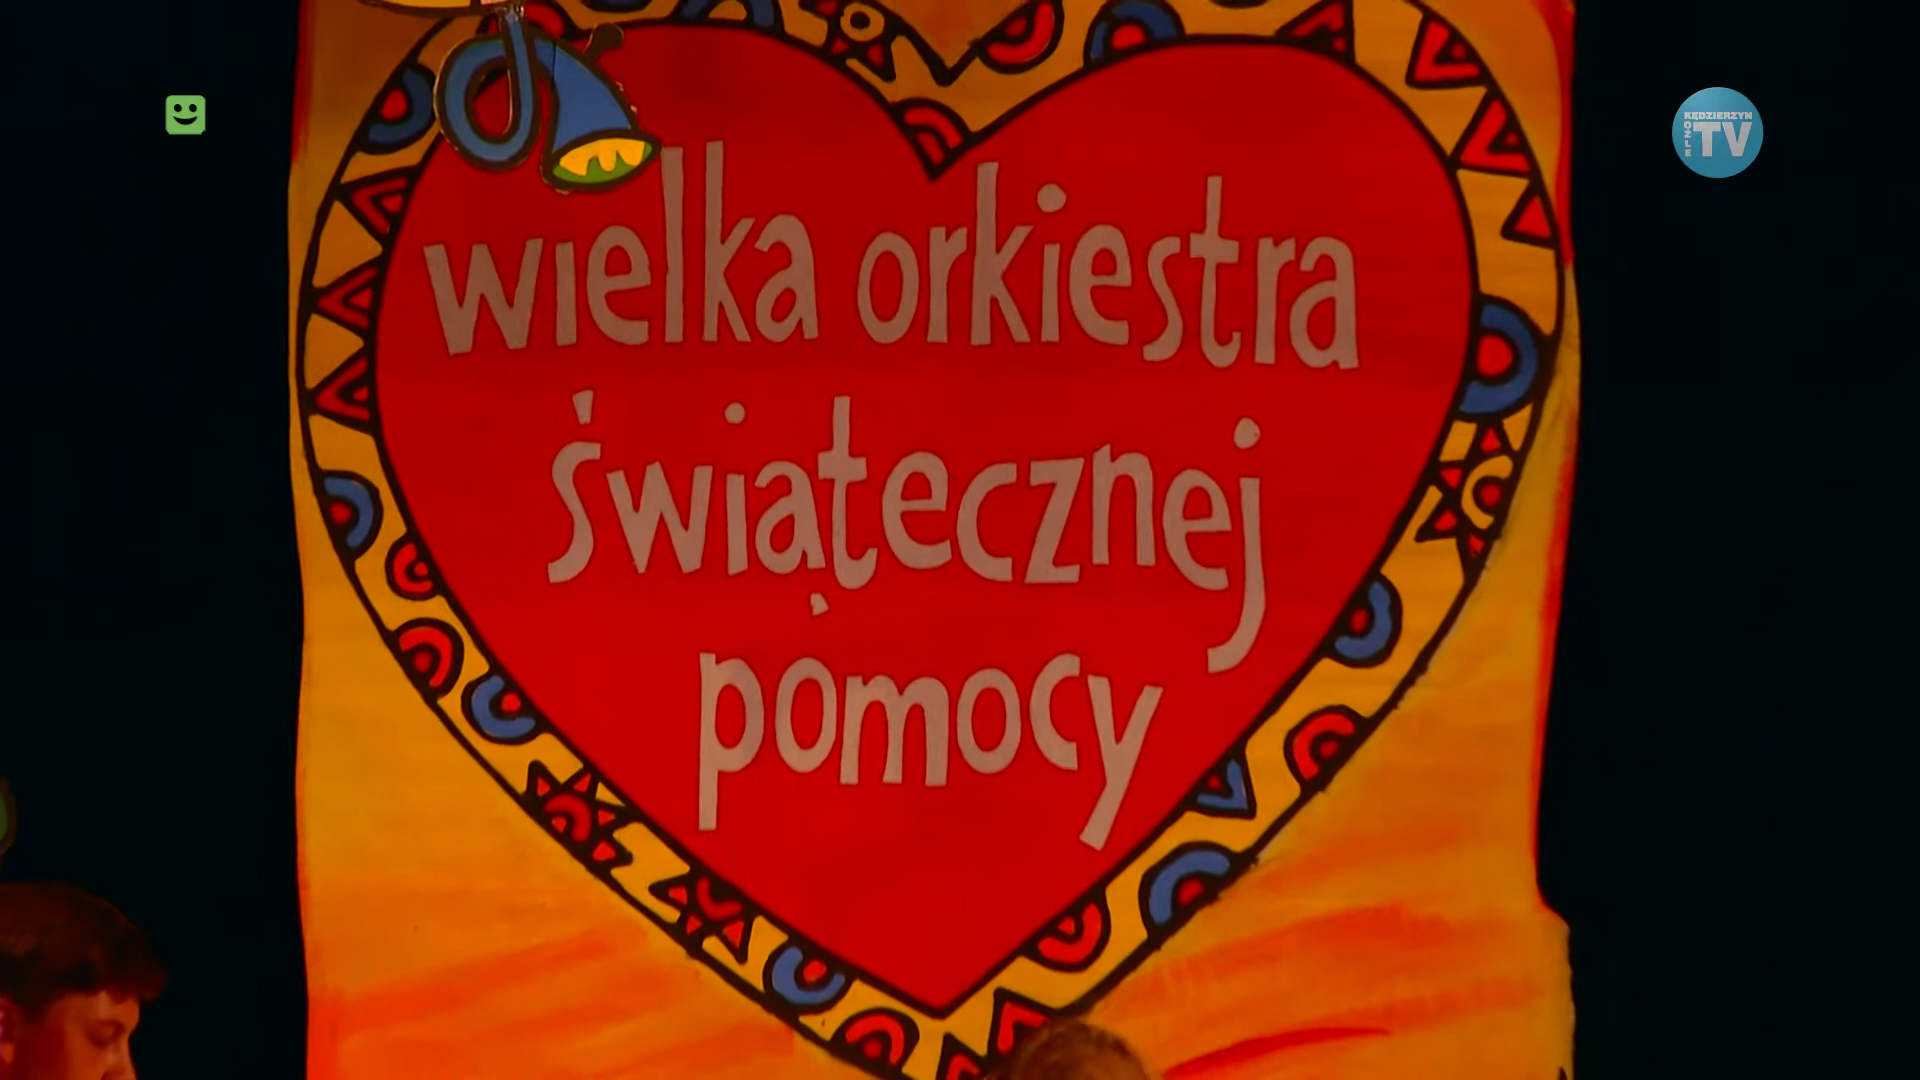 KĘDZIERZYN
KOŹLE
TV
wielka orkiestra
świątecznej
pomocy